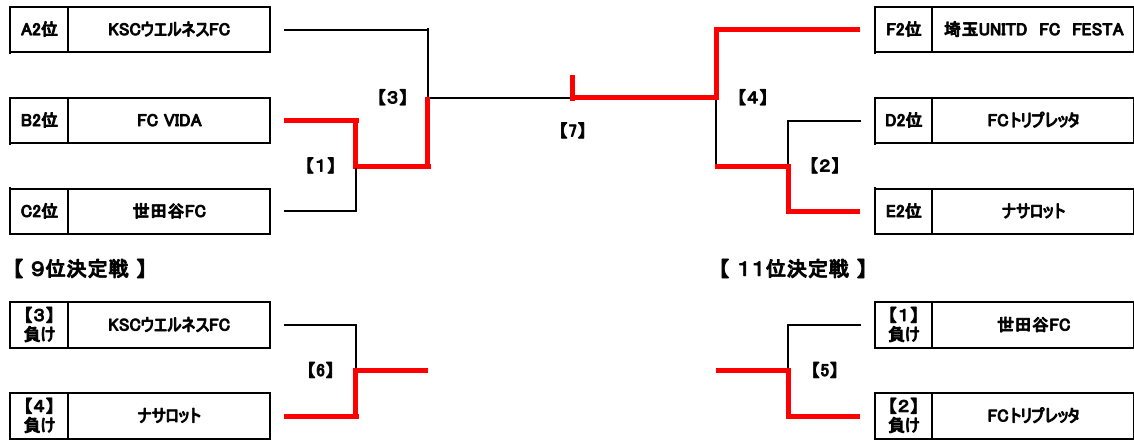 A2位 KSCウエルネスFC
F2位 埼玉UNITD FC FESTA
【3】
【4】
B2位 FC VIDA
D2位 FCトリプレッタ
【7】
【1】
【2】
C2位 世田谷FC
E2位 ナサロット
【 9位決定戦 】
【 11位決定戦 】
【3】
負け KSCウエルネスFC
【1】
負け 世田谷FC
【6】
【5】
【4】
負け ナサロット
【2】
負け FCトリプレッタ